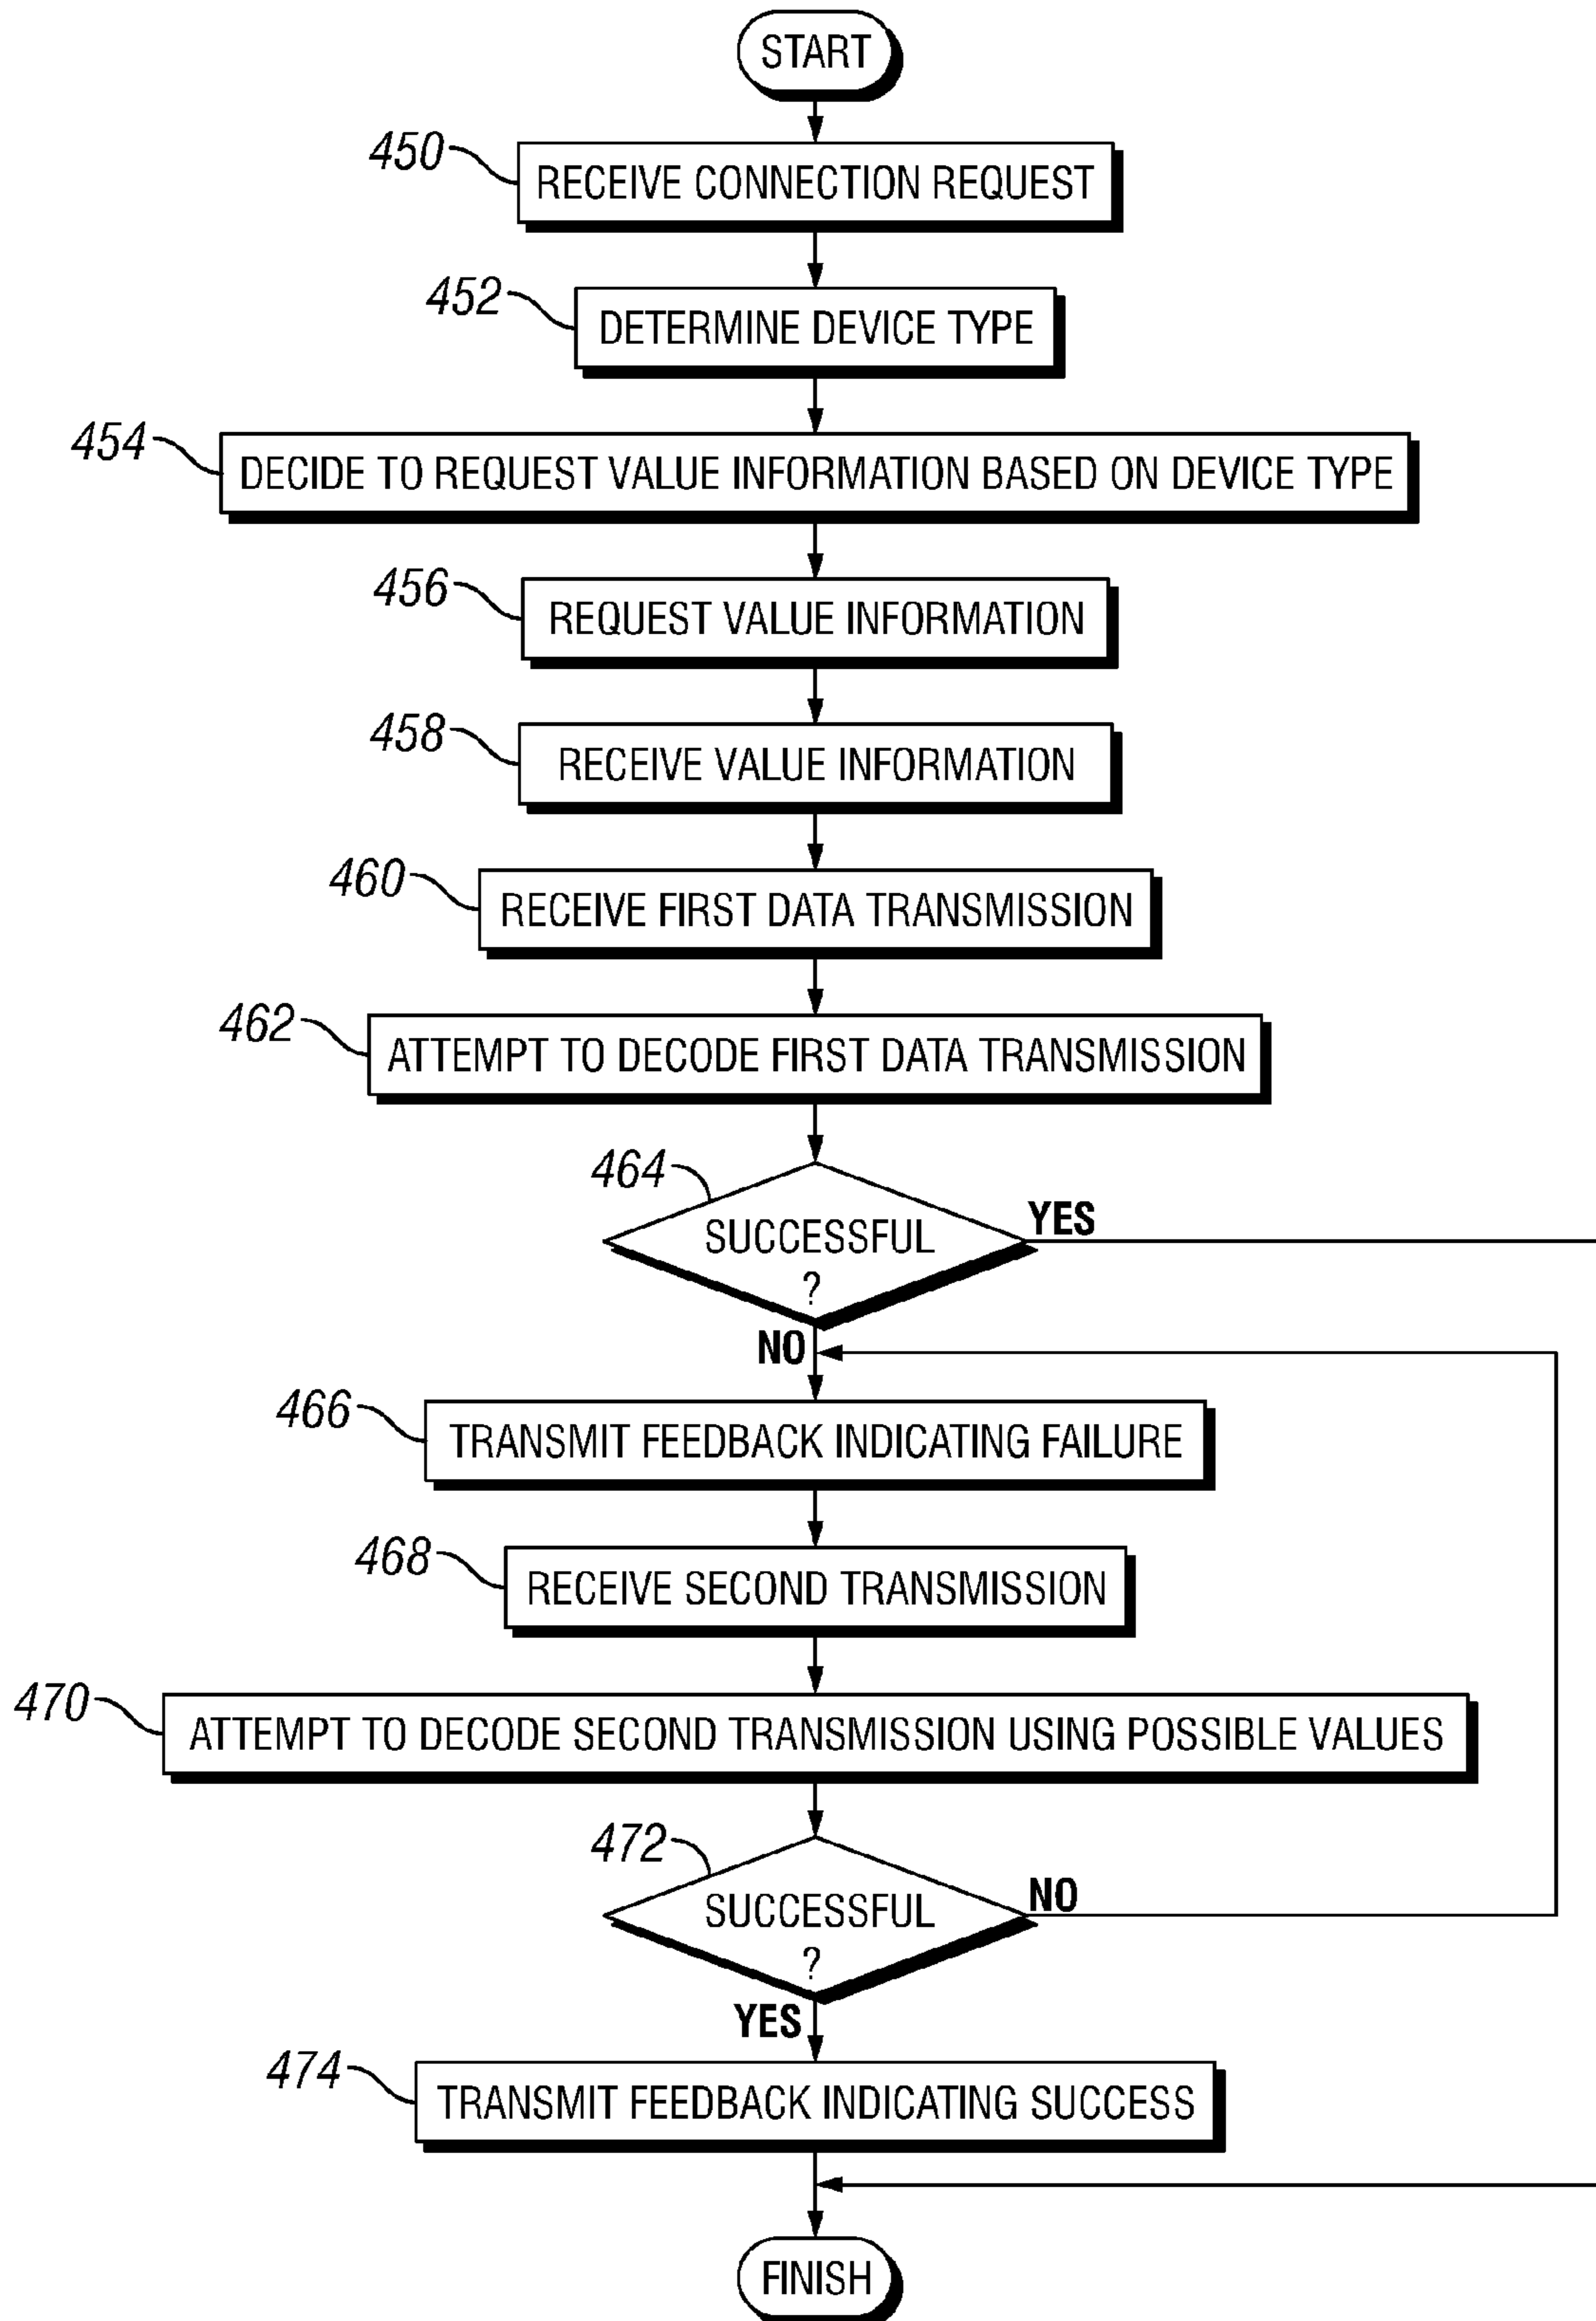 START
450
RECEIVE CONNECTION REQUEST
452
DETERMINE DEVICE TYPE
454
DECIDE TO REQUEST VALUE INFORMATION BASED ON DEVICE TYPE
456
REQUEST VALUE INFORMATION
458
RECEIVE VALUE INFORMATION
460
RECEIVE FIRST DATA TRANSMISSION
462
ATTEMPT TO DECODE FIRST DATA TRANSMISSION
464
SUCCESSFUL
?
YES
NO
466
TRANSMIT FEEDBACK INDICATING FAILURE
468
RECEIVE SECOND TRANSMISSION
470
ATTEMPT TO DECODE SECOND TRANSMISSION USING POSSIBLE VALUES
472
SUCCESSFUL
?
NO
YES
474
TRANSMIT FEEDBACK INDICATING SUCCESS
FINISH